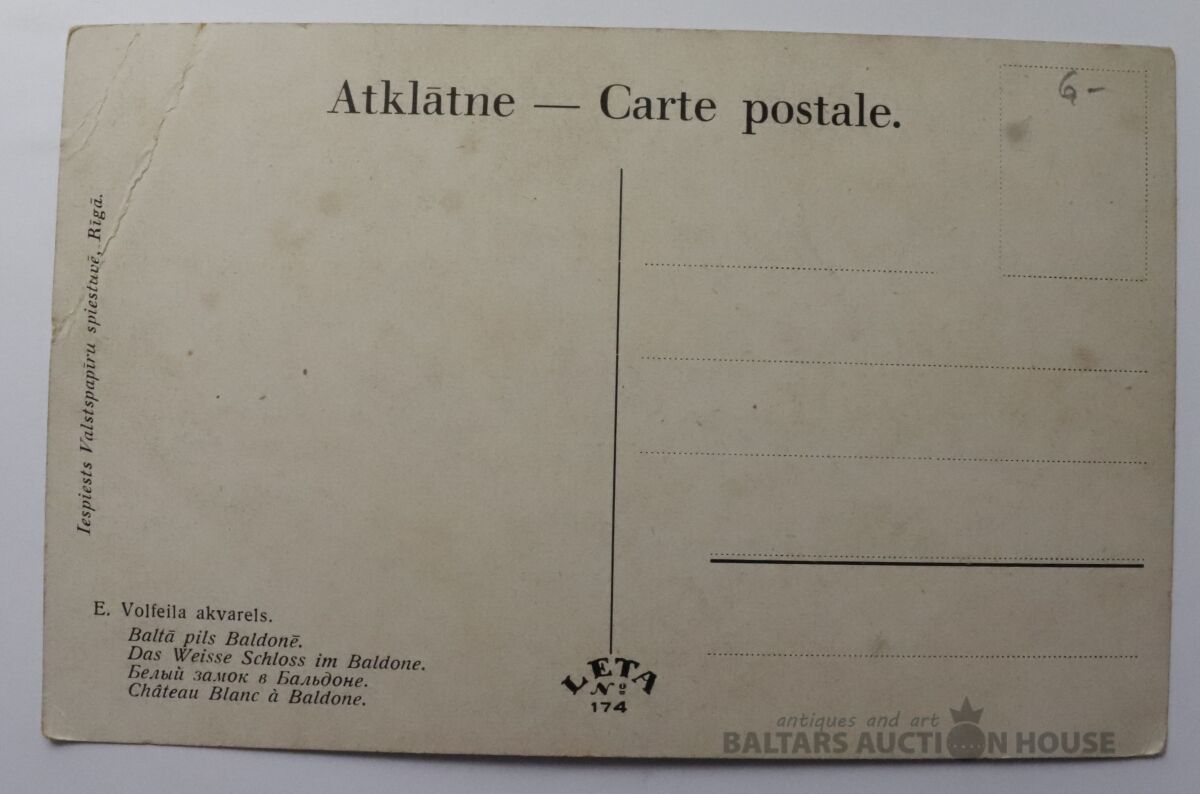 Atklātne — Carte postale.
6-
Iespiests Valstspapīru spiestuvē, Rīgā.
E. Volfeila akvarels.
Baltā pils Baldonē.
Das Weisse Schloss im Baldone.
Белый замок в Бальдоне.
Château Blanc à Baldone.
LETA
№
174
antiques and art
BALTARS AUCTION HOUSE